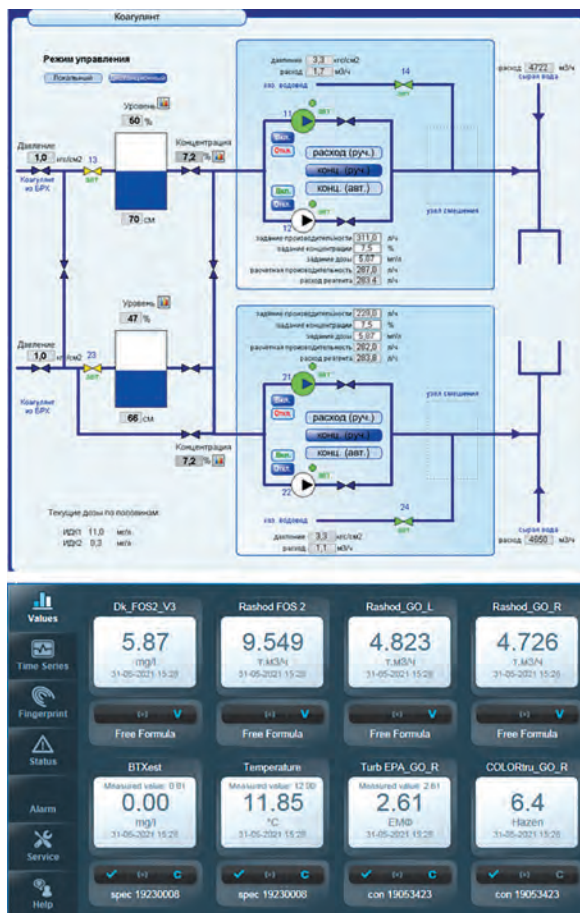 Коагулянт
Режим управления
Локальный
Дистанционный
Уровень
60 %
Давление
1,0 кгс/см2
Коагулянт
из БРХ
13
авт
70 см
Концентрация
7,2 %
давление 3,3 кгс/см2
расход 1,7 м3/ч
хоз. водовод
14
авт
11
авт
Вкл.
Откл.
расход (руч.)
конц. (руч.)
конц. (авт.)
Вкл.
Откл.
авт
12
узел смешения
расход 4722 м3/ч
сырая вода
задание производительности 311,0 л/ч
задание концентрации 7,5 %
задание дозы 5,87 мг/л
расчетная производительность 287,0 л/ч
расход реагента 283,4 л/ч
Уровень
47 %
Давление
1,0 кгс/см2
Коагулянт
из БРХ
23
авт
66 см
Концентрация
7,2 %
задание производительности 229,0 л/ч
задание концентрации 7,5 %
задание дозы 5,87 мг/л
расчетная производительность 282,0 л/ч
расход реагента 283,8 л/ч
21
авт
Вкл.
Откл.
расход (руч.)
конц. (руч.)
конц. (авт.)
Вкл.
Откл.
авт
22
узел смешения
24
авт
хоз. водовод
давление 3,3 кгс/см2
расход 1,1 м3/ч
сырая вода
расход 4650 м3/ч
Текущие дозы по половинам:
ИДК1 11,0 мг/л
ИДК2 0,3 мг/л
Values
Time Series
Fingerprint
Status
Alarm
Service
Help
Dk_FOS2_V3
5.87
mg/l
31-05-2021 15:28
Free Formula
Rashod FOS 2
9.549
т.м3/ч
31-05-2021 15:28
Free Formula
Rashod_GO_L
4.823
т.м3/ч
31-05-2021 15:28
Free Formula
Rashod_GO_R
4.726
т.м3/ч
31-05-2021 15:28
Free Formula
BTXest
Measured value: 0.01
0.00
mg/l
31-05-2021 15:28
spec 19230008
Temperature
Measured value: 12.00
11.85
°C
31-05-2021 15:28
spec 19230008
Turb EPA_GO_R
Measured value: 2.61
2.61
ЕМФ
31-05-2021 15:28
con 19053423
COLORtru_GO_R
6.4
Hazen
31-05-2021 15:28
con 19053423